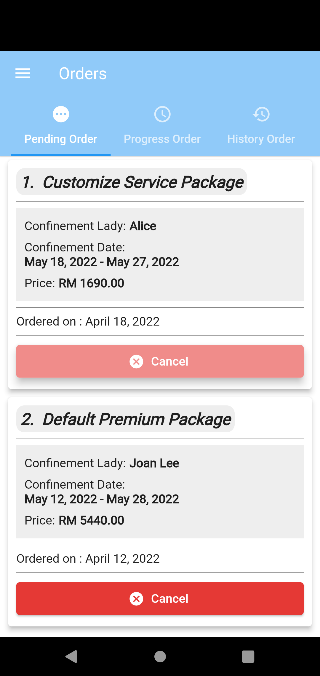 Orders
Pending Order
Progress Order
History Order
1. Customize Service Package
Confinement Lady: Alice
Confinement Date:
May 18, 2022 - May 27, 2022
Price: RM 1690.00
Ordered on : April 18, 2022
Cancel
2. Default Premium Package
Confinement Lady: Joan Lee
Confinement Date:
May 12, 2022 - May 28, 2022
Price: RM 5440.00
Ordered on : April 12, 2022
Cancel